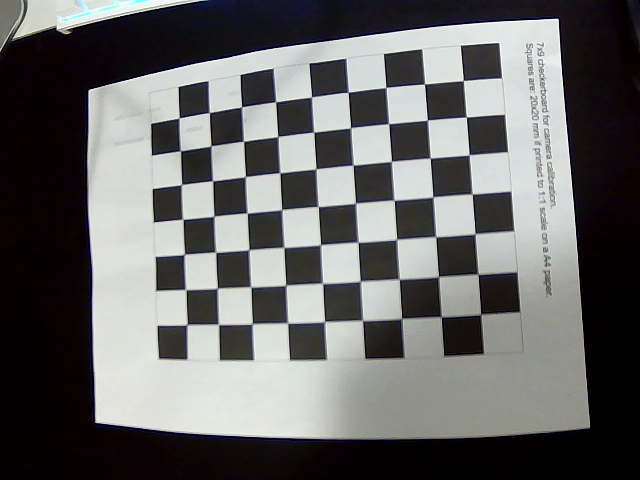 7x9 checkerboard for camera calibration.
Squares are: 20x20 mm if printed to 1:1 scale on a A4 paper.